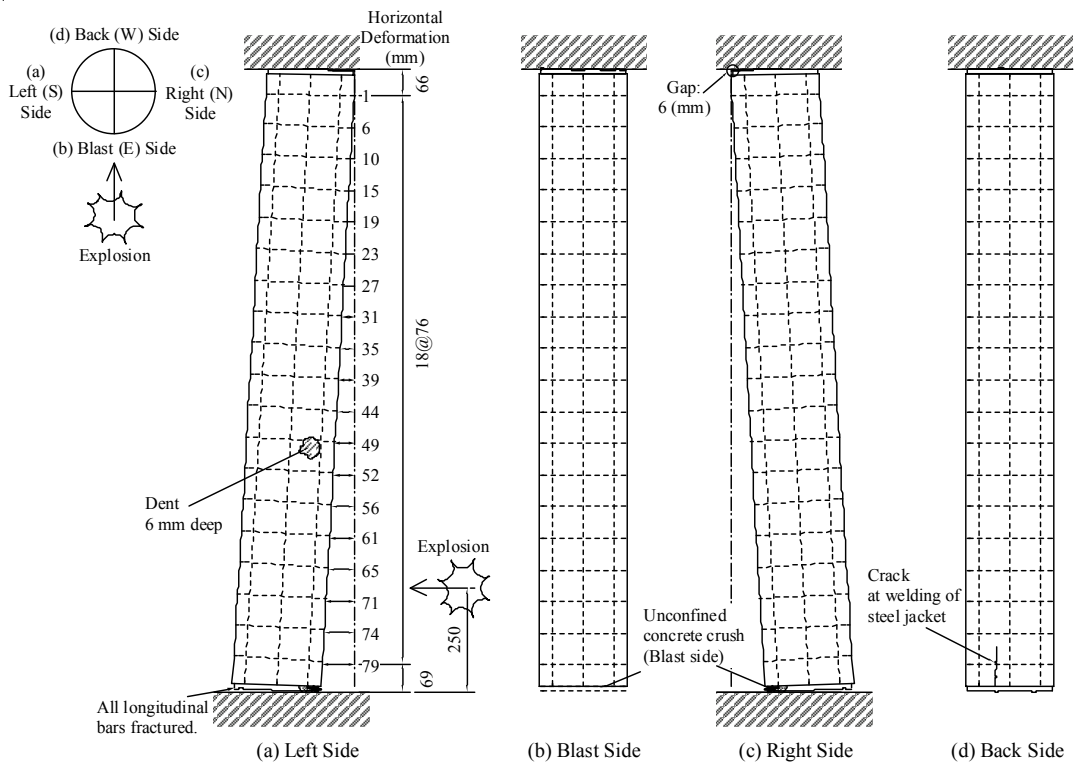 (d) Back (W) Side
(a)
Left (S)
Side
(c)
Right (N)
Side
(b) Blast (E) Side
Explosion
Horizontal
Deformation
(mm)
66
1
6
10
15
19
23
27
31
35
39
44
49
52
56
61
65
71
74
79
18@76
69
250
Explosion
Dent
6 mm deep
All longitudinal
bars fractured.
Unconfined
concrete crush
(Blast side)
Gap:
6 (mm)
Crack
at welding of
steel jacket
(a) Left Side
(b) Blast Side
(c) Right Side
(d) Back Side